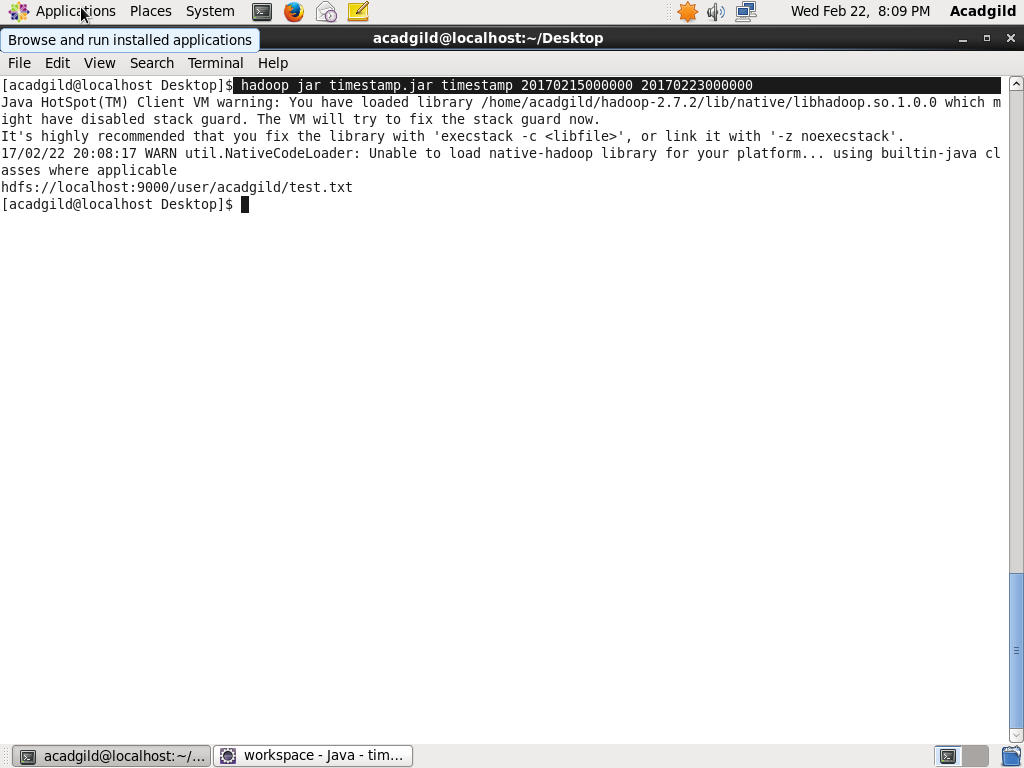 Applications Places System Wed Feb 22, 8:09 PM Acadgild
Browse and run installed applications
acadgild@localhost:~/Desktop
File Edit View Search Terminal Help
[acadgild@localhost Desktop]$ hadoop jar timestamp.jar timestamp 20170215000000 20170223000000
Java HotSpot(TM) Client VM warning: You have loaded library /home/acadgild/hadoop-2.7.2/lib/native/libhadoop.so.1.0.0 which m
ight have disabled stack guard. The VM will try to fix the stack guard now.
It's highly recommended that you fix the library with 'execstack -c <libfile>', or link it with '-z noexecstack'.
17/02/22 20:08:17 WARN util.NativeCodeLoader: Unable to load native-hadoop library for your platform... using builtin-java cl
asses where applicable
hdfs://localhost:9000/user/acadgild/test.txt
[acadgild@localhost Desktop]$
acadgild@localhost:~/... workspace - Java - tim...